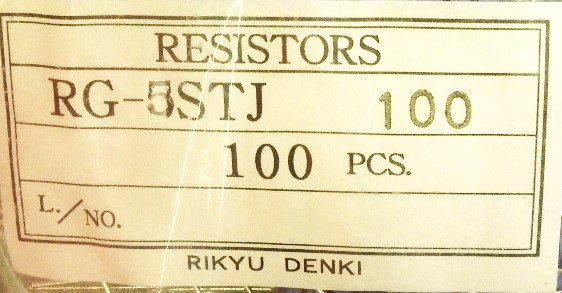 RESISTORS
RG-5STJ 100
100 PCS.
L./NO.
RIKYU DENKI